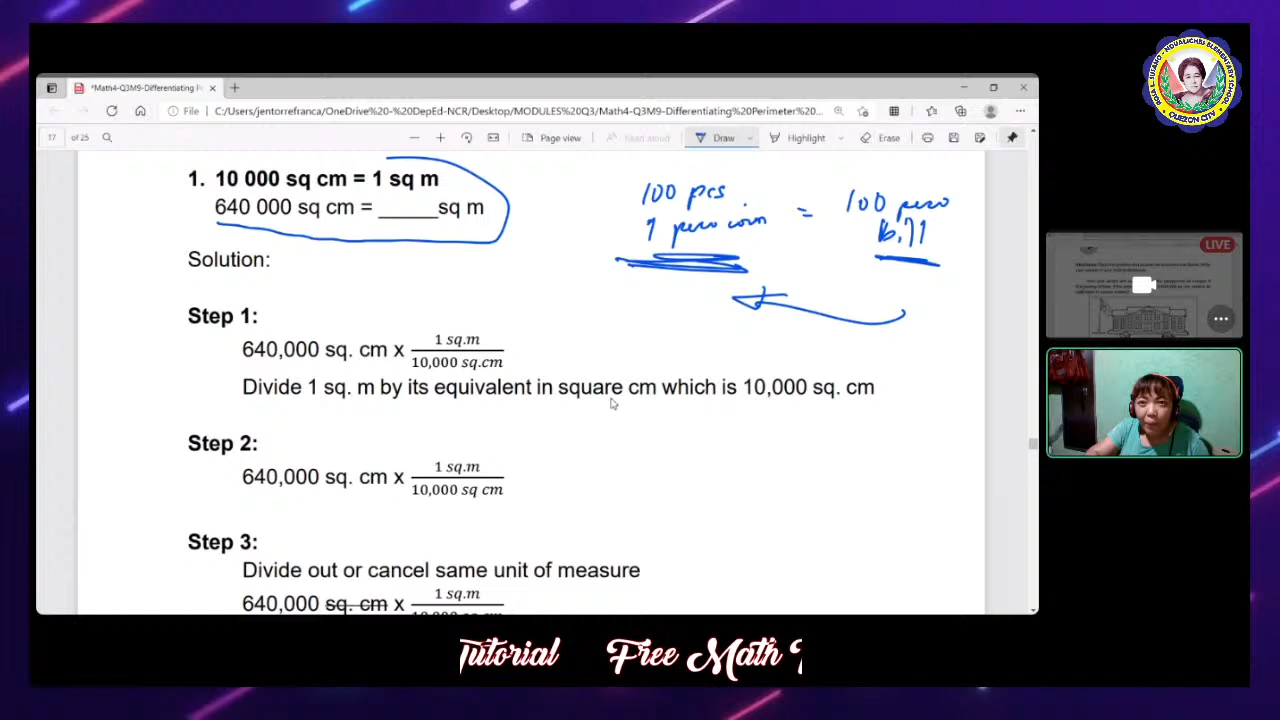 *Math4-Q3M9-Differentiating Pe
File
C:/Users/jentorrefranca/OneDrive%20-%20DepEd-NCR/Desktop/MODULES%20Q3/Math4-Q3M9-Differentiating%20Perimeter%20...
17 of 25
Page view
Read aloud
Draw
Highlight
Erase
LIVE
1. 10 000 sq cm = 1 sq m
640 000 sq cm = _____sq m
100 pcs
1 peso coin
= 100 peso
bill
Solution:
Step 1:
640,000 sq. cm x 1 sq.m / 10,000 sq.cm
Divide 1 sq. m by its equivalent in square cm which is 10,000 sq. cm
Step 2:
640,000 sq. cm x 1 sq.m / 10,000 sq cm
Step 3:
Divide out or cancel same unit of measure
640,000 sq. cm x 1 sq.m
Tutorial Free Math
QUEZON CITY